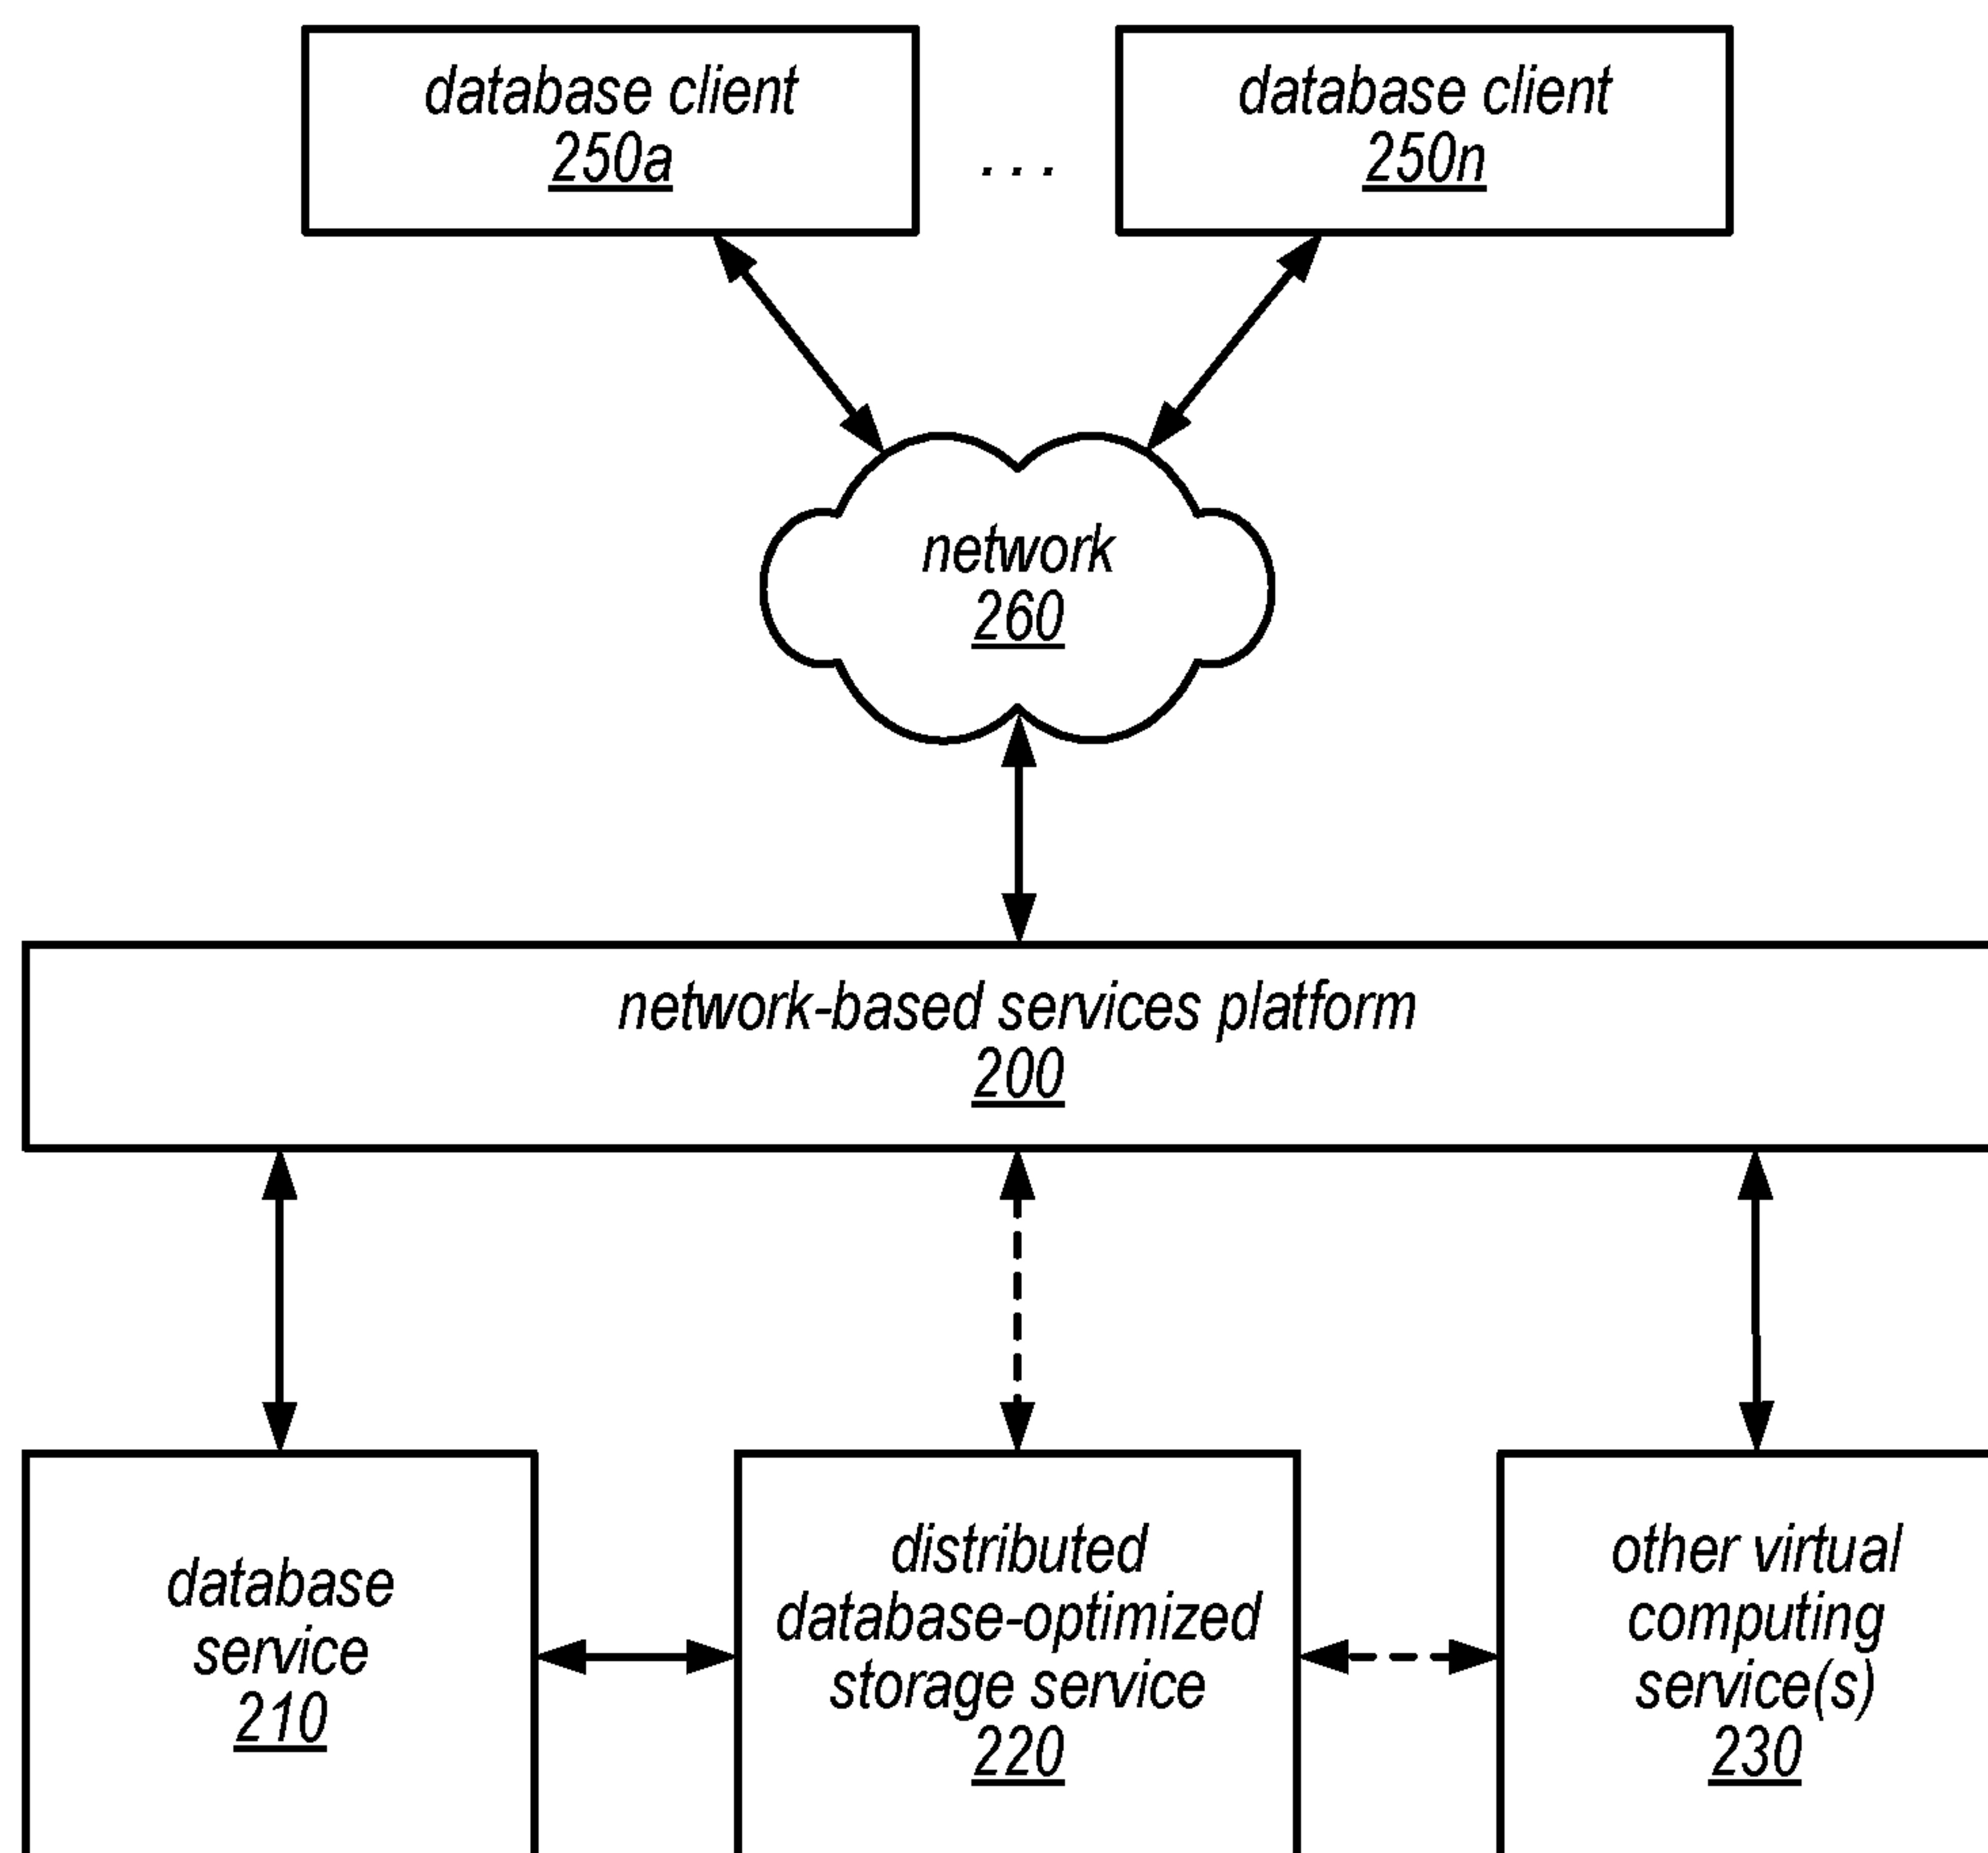 database client
250a
. . .
database client
250n
network
260
network-based services platform
200
database
service
210
distributed
database-optimized
storage service
220
other virtual
computing
service(s)
230